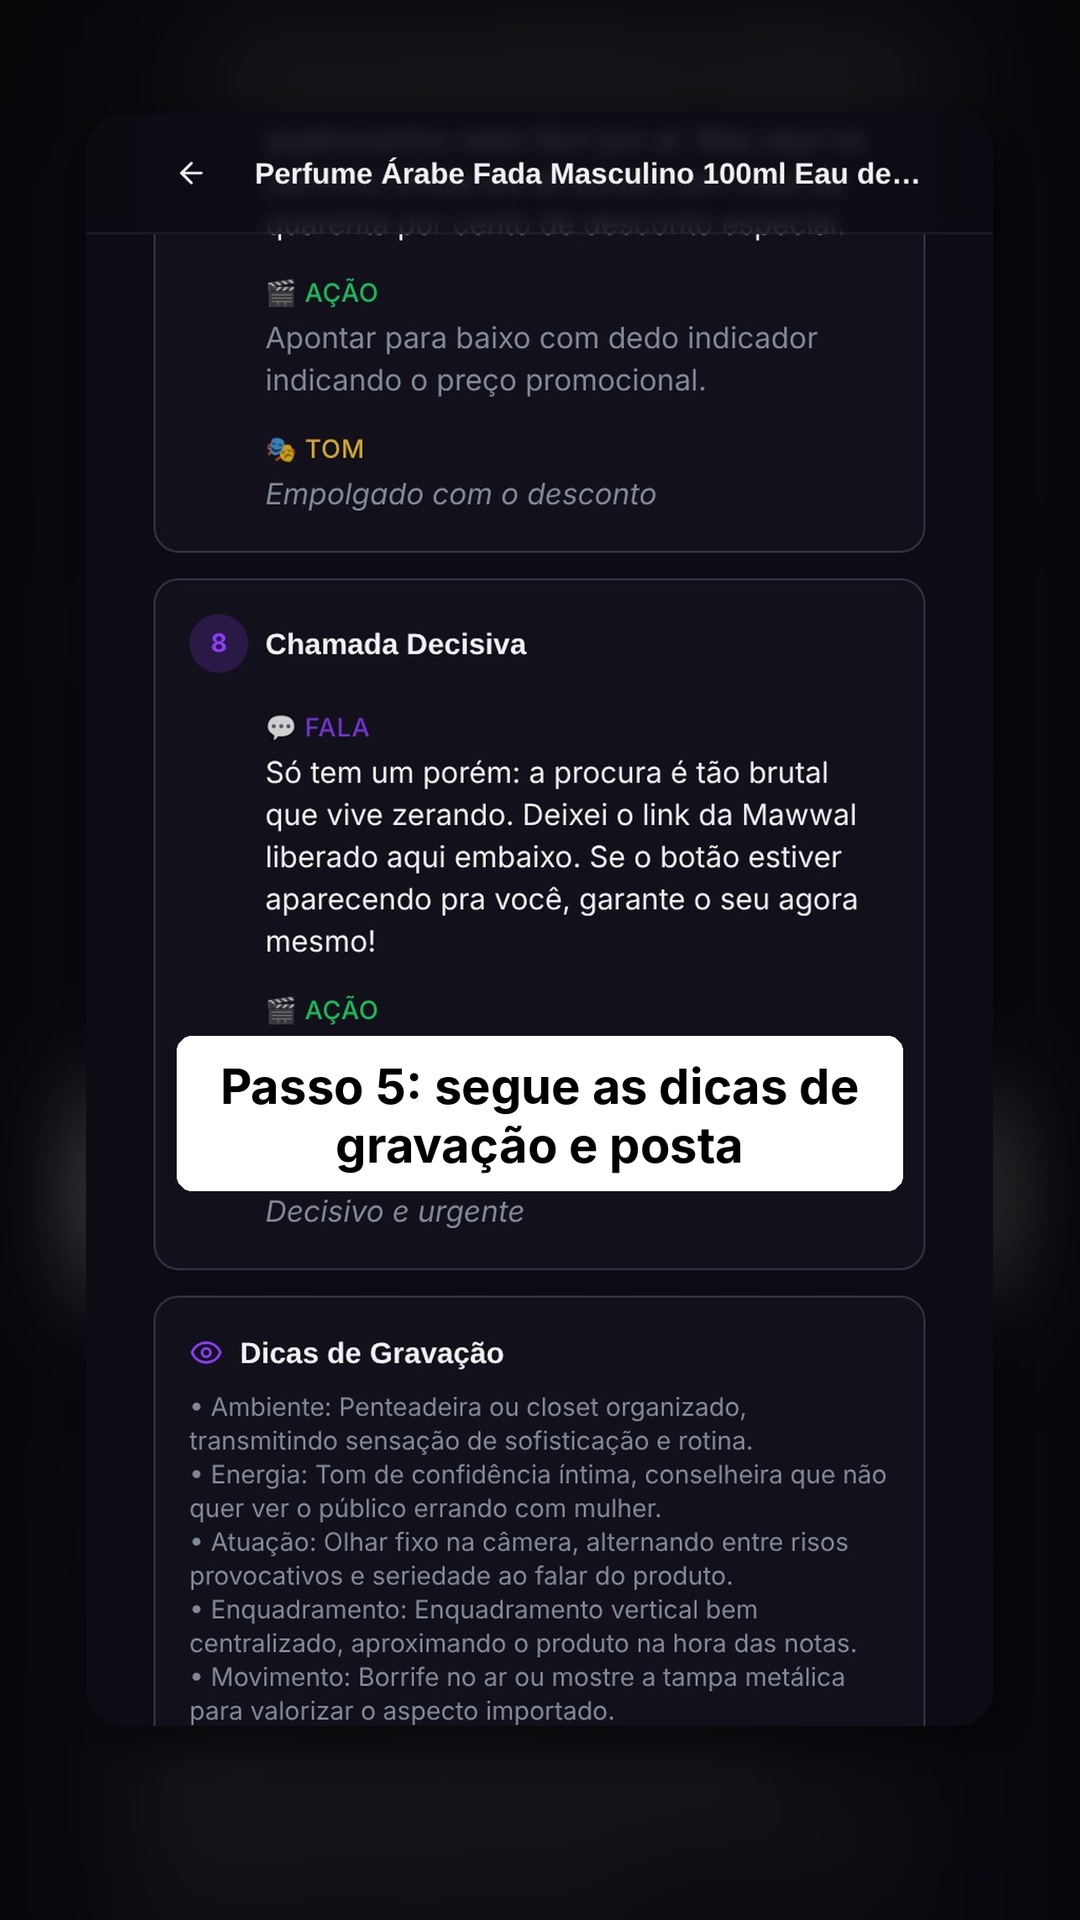 Perfume Árabe Fada Masculino 100ml Eau de...
quarenta por cento de desconto especial.
🎬 AÇÃO
Apontar para baixo com dedo indicador
indicando o preço promocional.
🎭 TOM
Empolgado com o desconto
8 Chamada Decisiva
💬 FALA
Só tem um porém: a procura é tão brutal
que vive zerando. Deixei o link da Mawwal
liberado aqui embaixo. Se o botão estiver
aparecendo pra você, garante o seu agora
mesmo!
🎬 AÇÃO
Passo 5: segue as dicas de
gravação e posta
Decisivo e urgente
Dicas de Gravação
• Ambiente: Penteadeira ou closet organizado,
transmitindo sensação de sofisticação e rotina.
• Energia: Tom de confidência íntima, conselheira que não
quer ver o público errando com mulher.
• Atuação: Olhar fixo na câmera, alternando entre risos
provocativos e seriedade ao falar do produto.
• Enquadramento: Enquadramento vertical bem
centralizado, aproximando o produto na hora das notas.
• Movimento: Borrife no ar ou mostre a tampa metálica
para valorizar o aspecto importado.